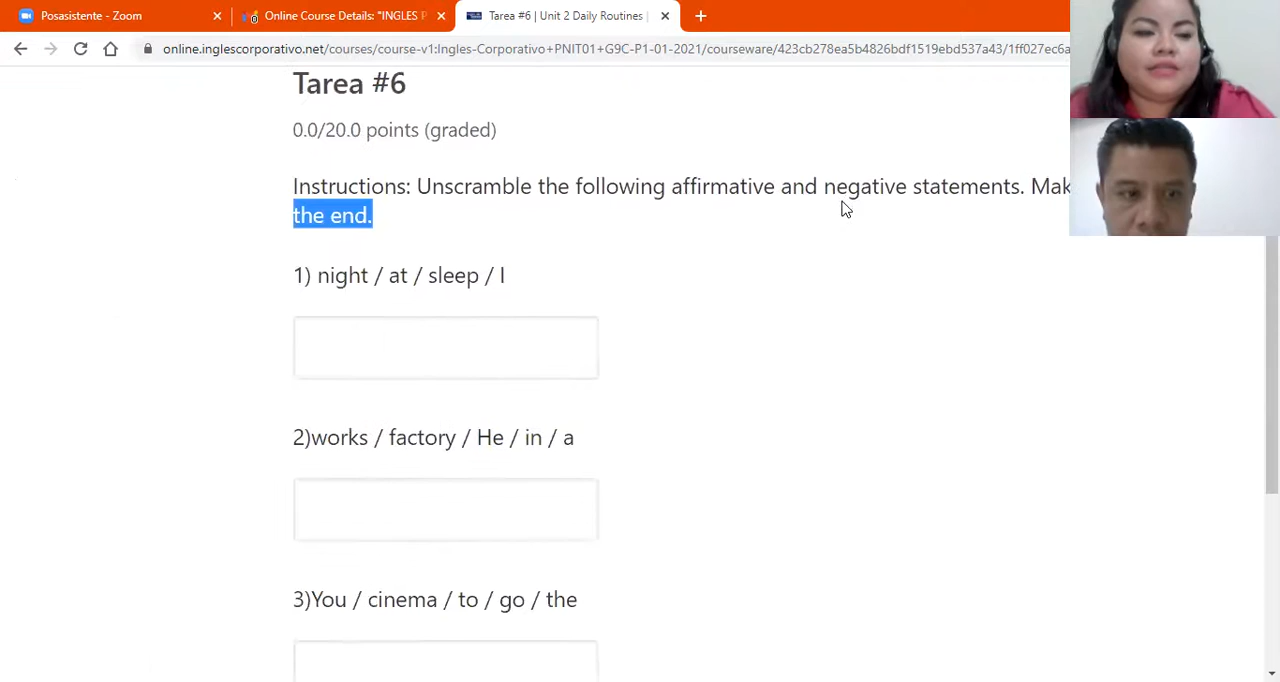 Posasistente - Zoom
Online Course Details: "INGLES P
Tarea #6 | Unit 2 Daily Routines |
online.inglescorporativo.net/courses/course-v1:Ingles-Corporativo+PNIT01+G9C-P1-01-2021/courseware/423cb278ea5b4826bdf1519ebd537a43/1ff027ec6a
Tarea #6
0.0/20.0 points (graded)
Instructions: Unscramble the following affirmative and negative statements. Mak
the end.
1) night / at / sleep / I
2)works / factory / He / in / a
3)You / cinema / to / go / the